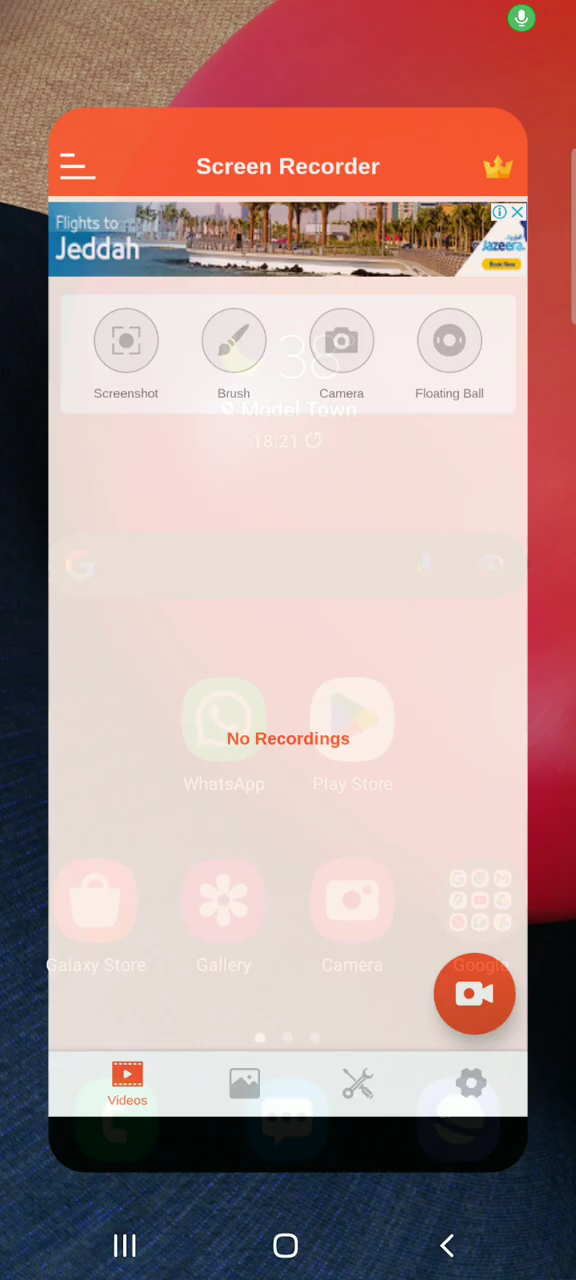 Screen Recorder
Flights to
Jeddah
Jazeera
Book Now
Screenshot
Brush
Camera
Floating Ball
38
Model Town
18:21
No Recordings
WhatsApp
Play Store
Galaxy Store
Gallery
Camera
Google
Videos